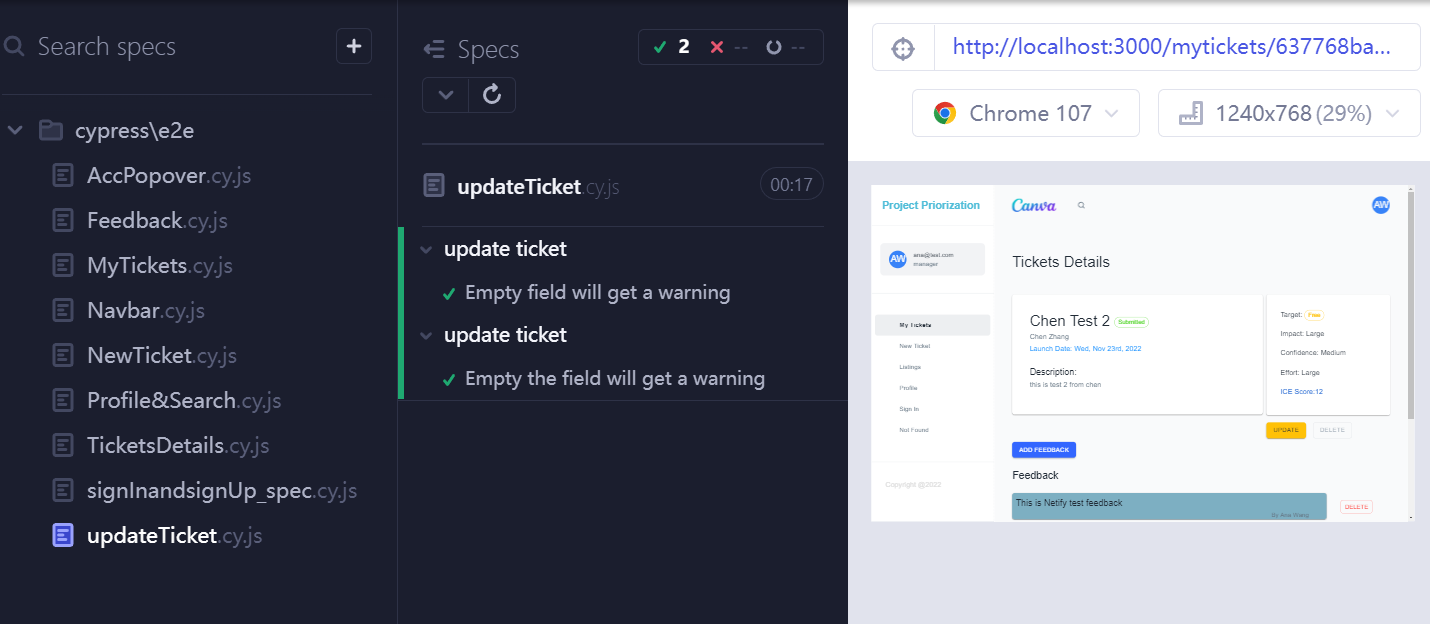 Search specs
+
cypress\e2e
AccPopover.cy.js
Feedback.cy.js
MyTickets.cy.js
Navbar.cy.js
NewTicket.cy.js
Profile&Search.cy.js
TicketsDetails.cy.js
signInandsignUp_spec.cy.js
updateTicket.cy.js
Specs
2 -- --
updateTicket.cy.js 00:17
update ticket
Empty field will get a warning
update ticket
Empty the field will get a warning
http://localhost:3000/mytickets/637768ba...
Chrome 107
1240x768 (29%)
Project Priorization
AW
ana@test.com
manager
My Tickets
New Ticket
Listings
Profile
Sign In
Not Found
Copyright @2022
Canva
AW
Tickets Details
Chen Test 2 Submitted
Chen Zhang
Launch Date: Wed, Nov 23rd, 2022
Description:
this is test 2 from chen
Target: Free
Impact: Large
Confidence: Medium
Effort: Large
ICE Score:12
UPDATE
DELETE
ADD FEEDBACK
Feedback
This is Netify test feedback
By Ana Wang
DELETE